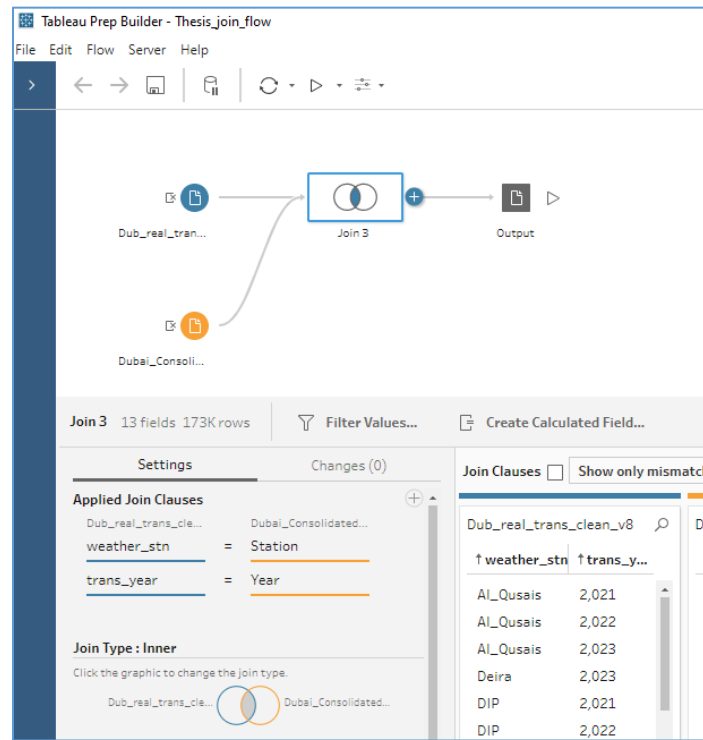 Tableau Prep Builder - Thesis_join_flow
File Edit Flow Server Help
Dub_real_tran... Join 3 Output
Dubai_Consoli...
Join 3 13 fields 173K rows Filter Values... Create Calculated Field...
Settings Changes (0) Join Clauses Show only mismatc
Applied Join Clauses
Dub_real_trans_cle... Dubai_Consolidated... Dub_real_trans_clean_v8 D
weather_stn = Station weather_stn trans_y...
trans_year = Year
Al_Qusais 2,021
Al_Qusais 2,022
Al_Qusais 2,023
Deira 2,023
DIP 2,021
DIP 2,022
Join Type : Inner
Click the graphic to change the join type.
Dub_real_trans_cle... Dubai_Consolidated...